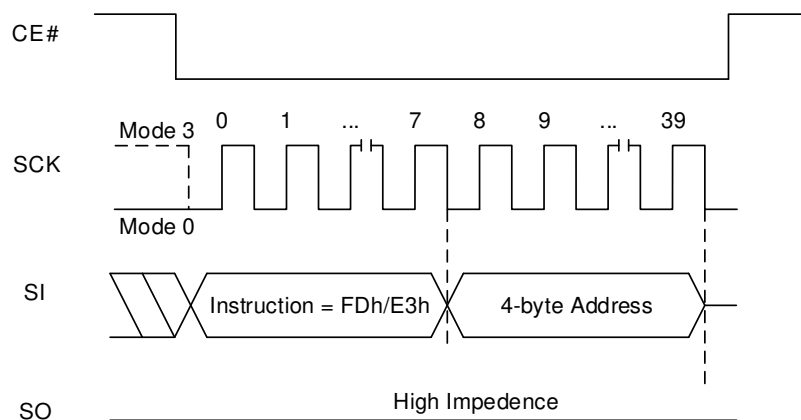 CE#
0 1 ... 7 8 9 ... 39
Mode 3
SCK
Mode 0
SI
Instruction = FDh/E3h
4-byte Address
High Impedence
SO